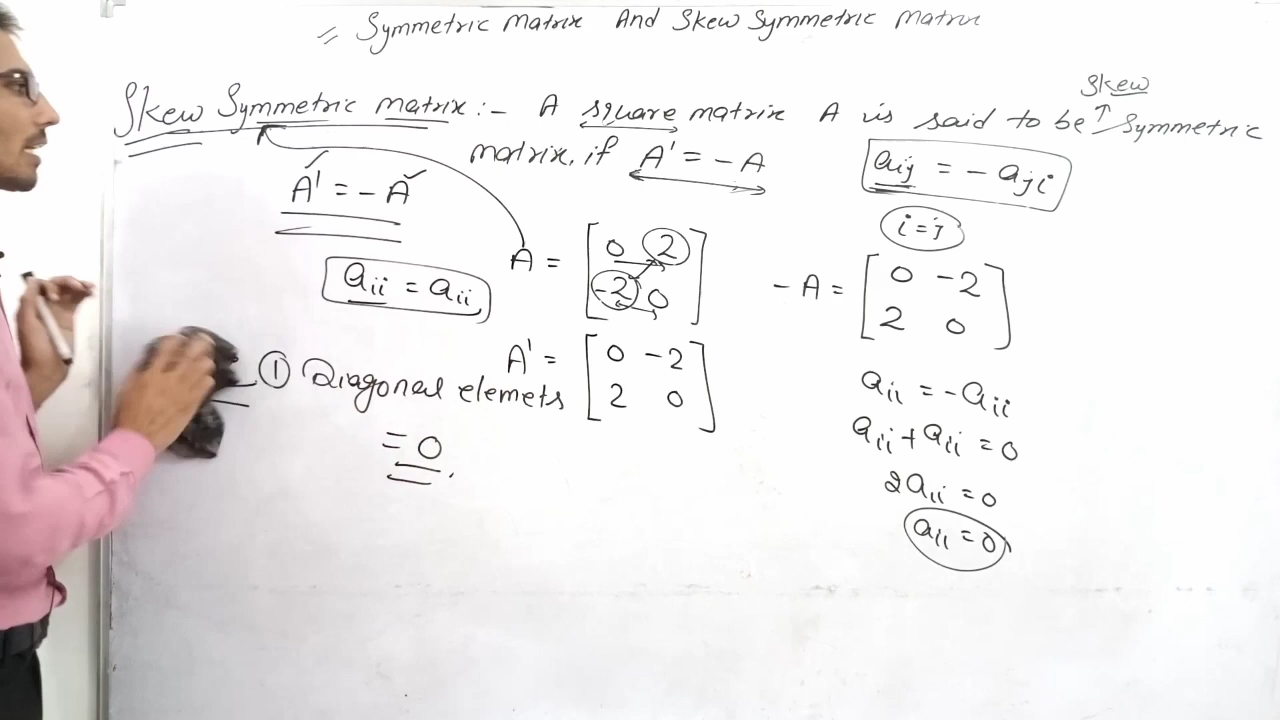 = Symmetric Matrix And Skew Symmetric Matrix
Skew
Skew Symmetric matrix :- A square matrix A is said to be ↑ Symmetric
matrix, if A' = - A
aij = - aji
A' = - A
i = j
A = [0 2
-2 0]
- A = [0 -2
2 0]
aii = aii
A' = [0 -2
2 0]
① Diagonal elemets
= 0
aii = - aii
aii + aii = 0
2aii = 0
aii = 0